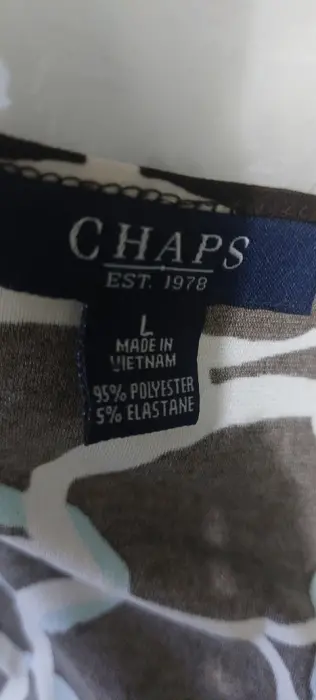 CHAPS
EST. 1978
L
MADE IN
VIETNAM
95% POLYESTER
5% ELASTANE